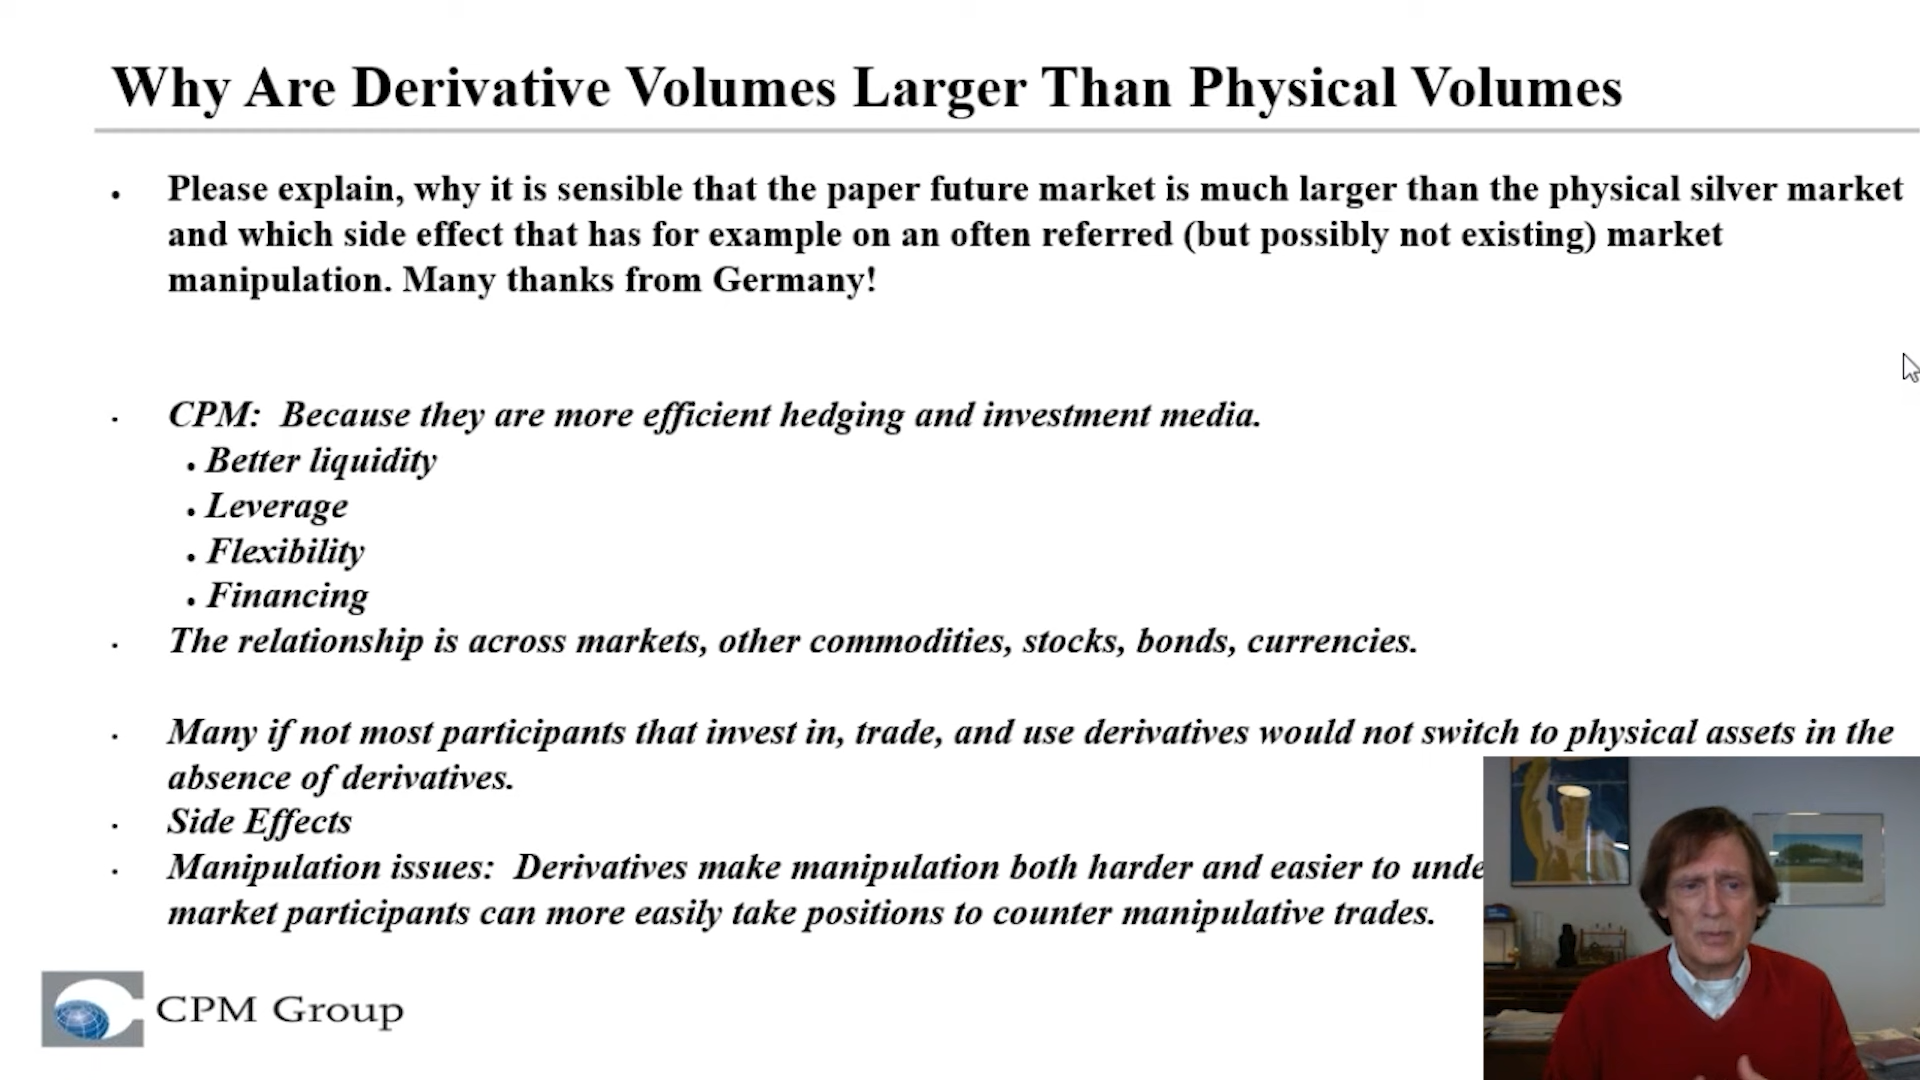 Why Are Derivative Volumes Larger Than Physical Volumes
• Please explain, why it is sensible that the paper future market is much larger than the physical silver market
and which side effect that has for example on an often referred (but possibly not existing) market
manipulation. Many thanks from Germany!
• CPM: Because they are more efficient hedging and investment media.
• Better liquidity
• Leverage
• Flexibility
• Financing
• The relationship is across markets, other commodities, stocks, bonds, currencies.
• Many if not most participants that invest in, trade, and use derivatives would not switch to physical assets in the
absence of derivatives.
• Side Effects
• Manipulation issues: Derivatives make manipulation both harder and easier to
market participants can more easily take positions to counter manipulative trades.
CPM Group